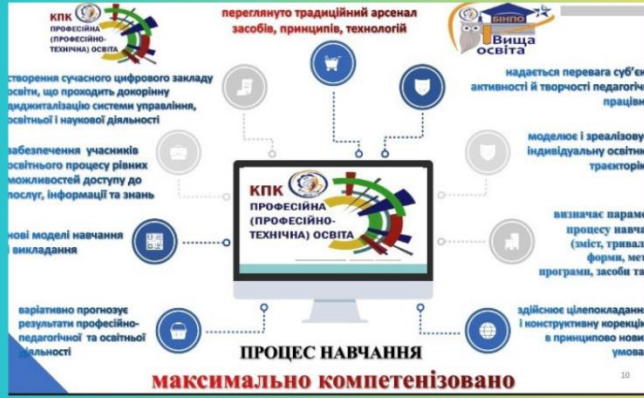 КПК
ПРОФЕСІЙНА
(ПРОФЕСІЙНО-
ТЕХНІЧНА) ОСВІТА
переглянуто традиційний арсенал
засобів, принципів, технологій
БІНПО
Вища
освіта
створення сучасного цифрового закладу
освіти, що проходить докорінну
диджиталізацію системи управління,
освітньої і наукової діяльності
забезпечення учасників
освітнього процесу рівних
можливостей доступу до
послуг, інформації та знань
нові моделі навчання
і викладання
варіативно прогнозує
результати професійно-
педагогічної та освітньої
діяльності
КПК
ПРОФЕСІЙНА
(ПРОФЕСІЙНО-
ТЕХНІЧНА) ОСВІТА
надається перевага суб'єк
активності й творчості педагогіч
праців
моделює і зреалізову
індивідуальну освітн
траєкторі
визначає парам
процесу навча
(зміст, тривал
форми, мет
програми, засоби та
здійснює цілепокладанн
і конструктивну корекці
в принципово нови
умова
ПРОЦЕС НАВЧАННЯ
максимально компетенізовано
10